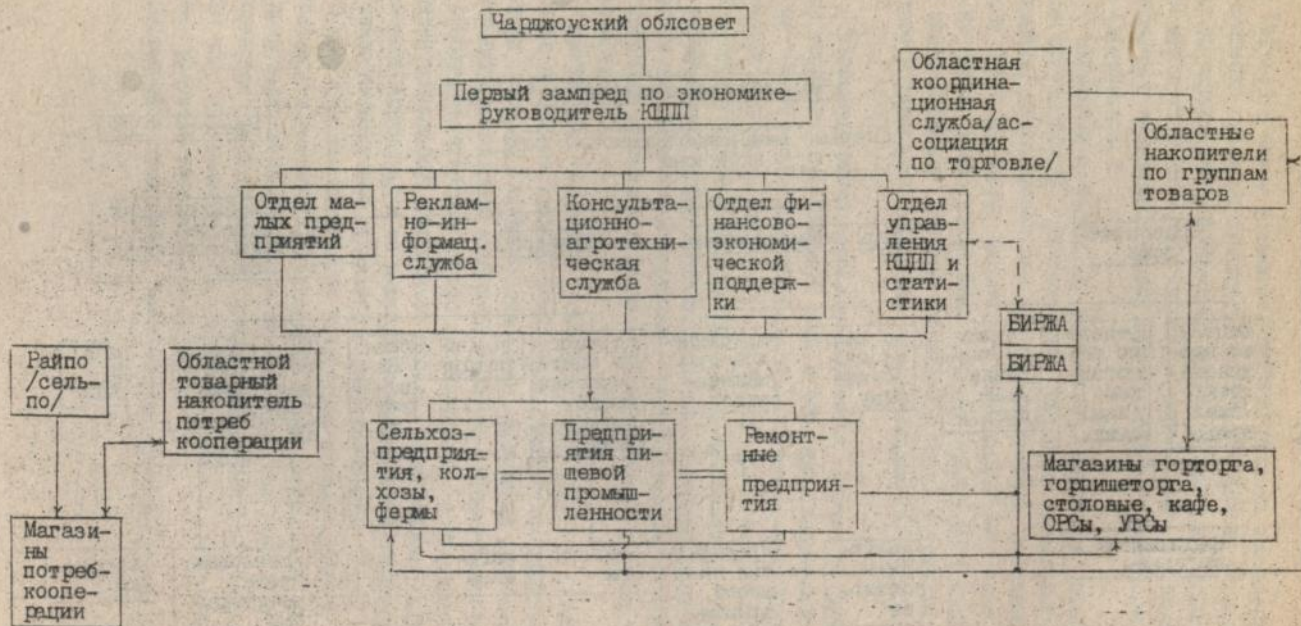 Чарджоуский облсовет
Первый зампред по экономике-
руководитель КЦПП
Областная
координа-
ционная
служба/ас-
социация
по торговле/
Областные
накопители
по группам
товаров
Отдел ма-
лых пред-
приятий
Реклам-
но-ин-
формац.
служба
Консульта-
ционно-
агротехни-
ческая
служба
Отдел фи-
нансово-
экономи-
ческой
поддерж-
ки
Отдел
управ-
ления
КЦПП и
стати-
стики
БИРЖА
БИРЖА
Райпо
/сель-
по/
Областной
товарный
накопитель
потреб
кооперации
Сельхоз-
предприя-
тия, кол-
хозы,
фермы
Предпри-
ятия пи-
щевой
промыш-
ленности
Ремонт-
ные
предприя-
тия
Магазины горторга,
горпищеторга,
столовые, кафе,
ОРСы, УРСы
Магази-
ны
потреб-
коопе-
рации